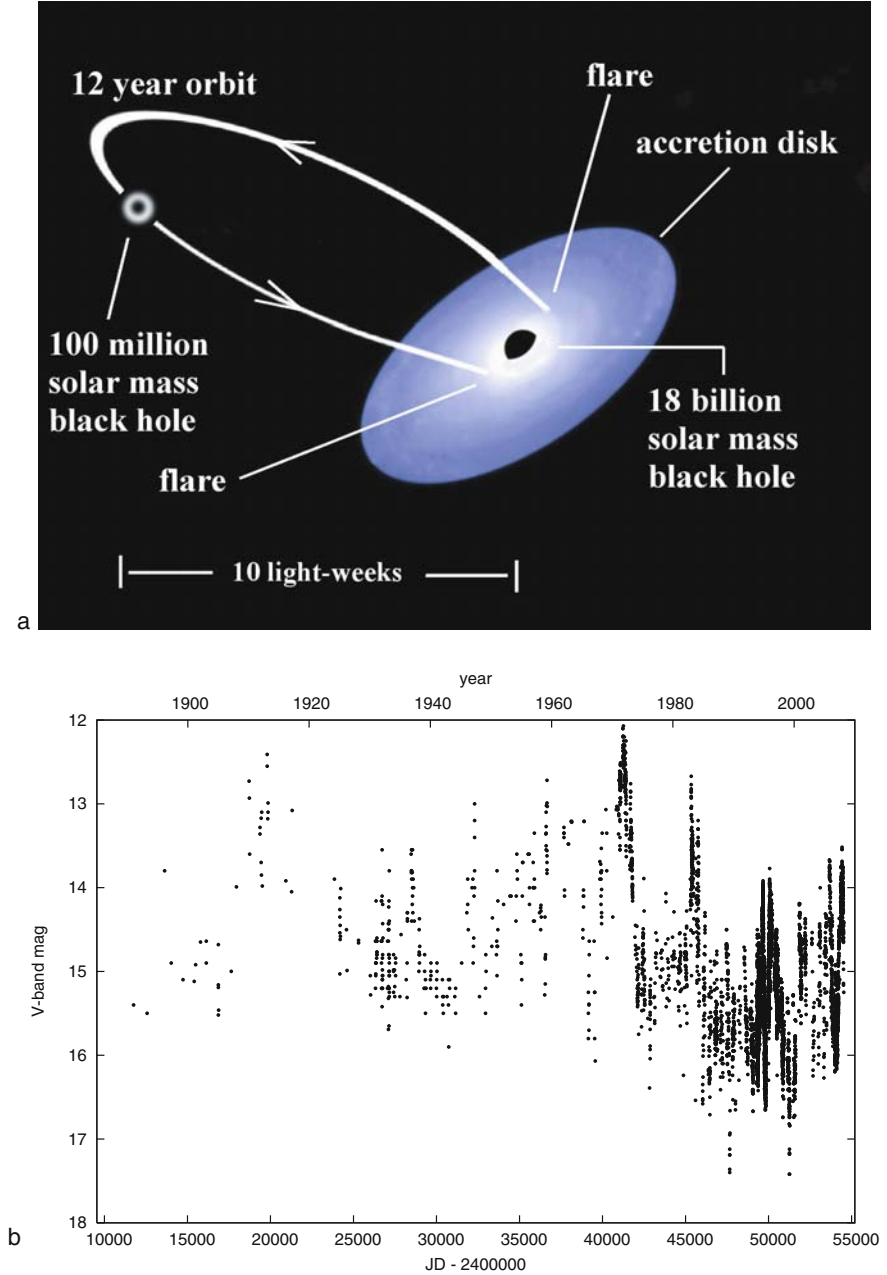 12 year orbit
flare
accretion disk
100 million
solar mass
black hole
18 billion
solar mass
black hole
flare
10 light-weeks
a
year
1900 1920 1940 1960 1980 2000
12
13
14
15
16
17
18
V-band mag
10000 15000 20000 25000 30000 35000 40000 45000 50000 55000
JD - 2400000
b